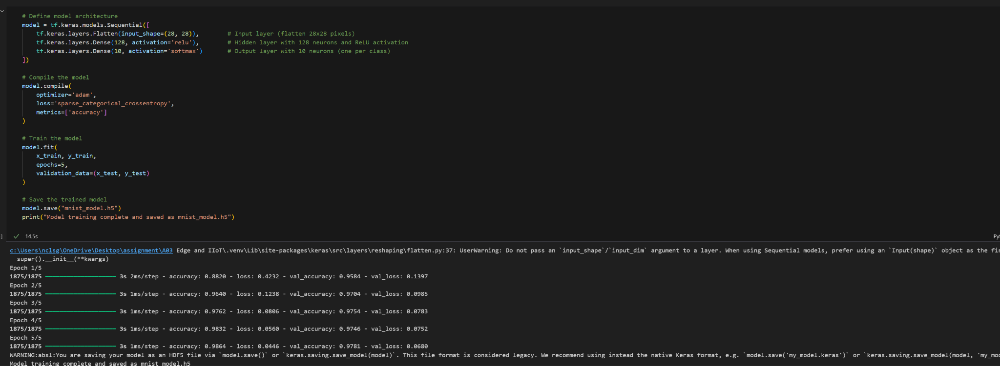 # Define model architecture
model = tf.keras.models.Sequential([
    tf.keras.layers.Flatten(input_shape=(28, 28)),        # Input layer (flatten 28x28 pixels)
    tf.keras.layers.Dense(128, activation='relu'),        # Hidden layer with 128 neurons and ReLU activation
    tf.keras.layers.Dense(10, activation='softmax')       # Output layer with 10 neurons (one per class)
])

# Compile the model
model.compile(
    optimizer='adam',
    loss='sparse_categorical_crossentropy',
    metrics=['accuracy']
)

# Train the model
model.fit(
    x_train, y_train,
    epochs=5,
    validation_data=(x_test, y_test)
)

# Save the trained model
model.save("mnist_model.h5")
print("Model training complete and saved as mnist_model.h5")
] 14.5s
c:\Users\nclsg\OneDrive\Desktop\assignment\A03 Edge and IIoT\.venv\Lib\site-packages\keras\src\layers\reshaping\flatten.py:37: UserWarning: Do not pass an `input_shape`/`input_dim` argument to a layer. When using Sequential models, prefer using an `Input(shape)` object as the
  super().__init__(**kwargs)
Epoch 1/5
1875/1875 3s 2ms/step - accuracy: 0.8820 - loss: 0.4232 - val_accuracy: 0.9584 - val_loss: 0.1397
Epoch 2/5
1875/1875 3s 1ms/step - accuracy: 0.9640 - loss: 0.1238 - val_accuracy: 0.9704 - val_loss: 0.0985
Epoch 3/5
1875/1875 3s 1ms/step - accuracy: 0.9762 - loss: 0.0806 - val_accuracy: 0.9754 - val_loss: 0.0783
Epoch 4/5
1875/1875 3s 1ms/step - accuracy: 0.9832 - loss: 0.0560 - val_accuracy: 0.9746 - val_loss: 0.0752
Epoch 5/5
1875/1875 3s 1ms/step - accuracy: 0.9864 - loss: 0.0446 - val_accuracy: 0.9781 - val_loss: 0.0680
WARNING:absl:You are saving your model as an HDF5 file via `model.save()` or `keras.saving.save_model(model)`. This file format is considered legacy. We recommend using instead the native Keras format, e.g. `model.save('my_model.keras')` or `keras.saving.save_model(model,
Model training complete and saved as mnist_model.h5